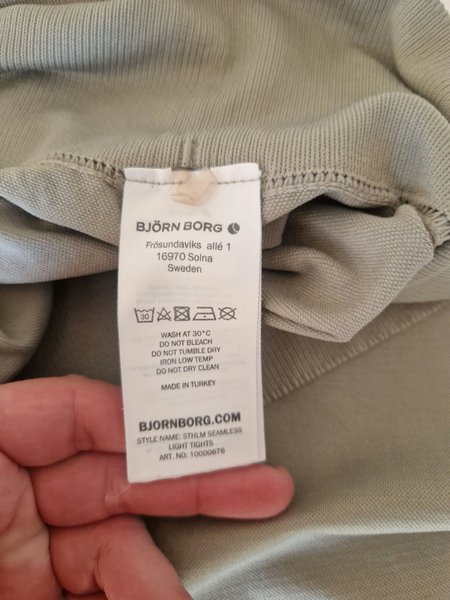 BJÖRN BORG
Frösundaviks allé 1
16970 Solna
Sweden
30
WASH AT 30°C
DO NOT BLEACH
DO NOT TUMBLE DRY
IRON LOW TEMP
DO NOT DRY CLEAN
MADE IN TURKEY
BJORNBORG.COM
STYLE NAME: STHLM SEAMLESS
LIGHT TIGHTS
ART. NO: 10000676